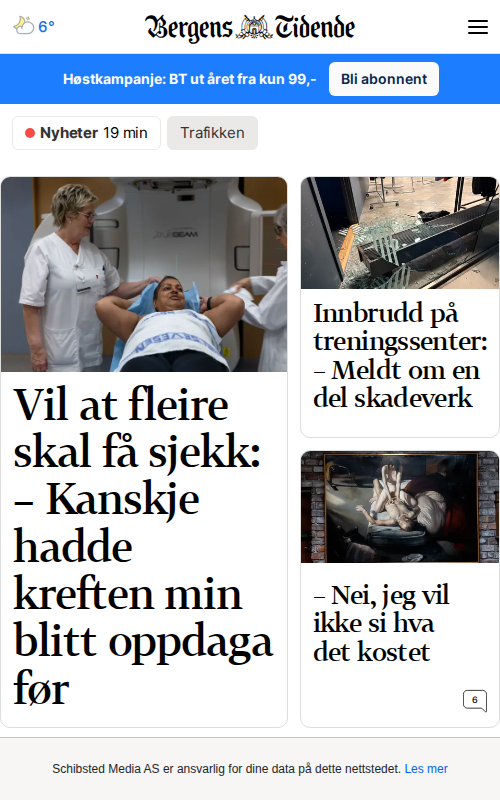 6°
Bergens Tidende
Høstkampanje: BT ut året fra kun 99,-
Bli abonnent
Nyheter 19 min
Trafikken
Vil at fleire
skal få sjekk:
– Kanskje
hadde
kreften min
blitt oppdaga
før
Innbrudd på
treningssenter:
– Meldt om en
del skadeverk
– Nei, jeg vil
ikke si hva
det kostet
6
Schibsted Media AS er ansvarlig for dine data på dette nettstedet. Les mer